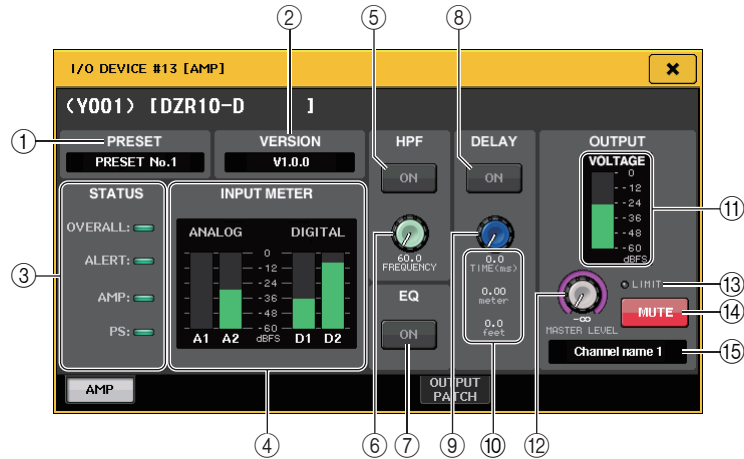 ② ⑤ ⑧
I/O DEVICE #13 [AMP]
(Y001) [DZR10-D ]
① PRESET VERSION HPF DELAY OUTPUT
PRESET No.1 V1.0.0 ON ON VOLTAGE
0
-12
-24
-36
-48
-60
dBFS
⑪
③ STATUS
OVERALL:
ALERT:
AMP:
PS:
INPUT METER
ANALOG DIGITAL
0
-12
-24
-36
-48
-60
A1 A2 dBFS D1 D2
60.0
FREQUENCY
EQ
ON
0.0
TIME(ms)
0.00
meter
0.0
feet
-∞
MASTER LEVEL
LIMIT ⑬
MUTE ⑭
Channel name 1 ⑮
AMP OUTPUT
PATCH
④ ⑥ ⑦ ⑨ ⑩ ⑫